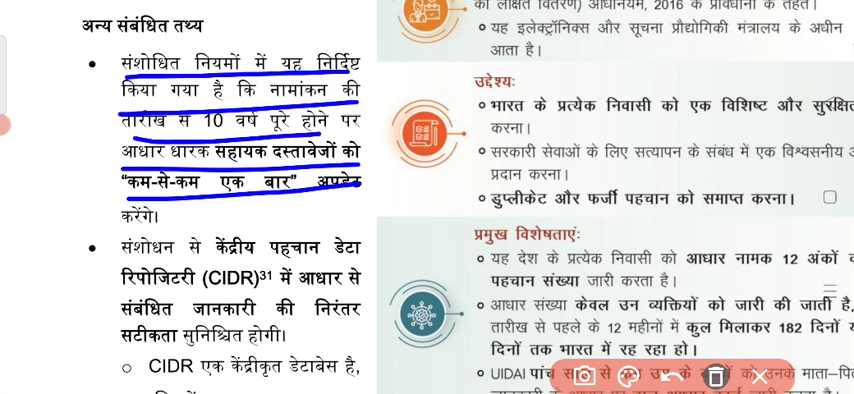 अन्य संबंधित तथ्य
• संशोधित नियमों में यह निर्दिष्ट
किया गया है कि नामांकन की
तारीख से 10 वर्ष पूरे होने पर
आधार धारक सहायक दस्तावेजों को
“कम-से-कम एक बार” अपडेट
करेंगे।
• संशोधन से केंद्रीय पहचान डेटा
रिपोजिटरी (CIDR)31 में आधार से
संबंधित जानकारी की निरंतर
सटीकता सुनिश्चित होगी।
○ CIDR एक केंद्रीकृत डेटाबेस है,
का लक्षित वितरण) अधिनियम, 2016 के प्रावधानों के तहत।
यह इलेक्ट्रॉनिक्स और सूचना प्रौद्योगिकी मंत्रालय के अधीन
आता है।
उद्देश्यः
भारत के प्रत्येक निवासी को एक विशिष्ट और सुरक्षित
करना।
सरकारी सेवाओं के लिए सत्यापन के संबंध में एक विश्वसनीय
प्रदान करना।
डुप्लीकेट और फर्जी पहचान को समाप्त करना।
प्रमुख विशेषताएंः
यह देश के प्रत्येक निवासी को आधार नामक 12 अंकों
पहचान संख्या जारी करता है।
आधार संख्या केवल उन व्यक्तियों को जारी की जाती है,
तारीख से पहले के 12 महीनों में कुल मिलाकर 182 दिनों
दिनों तक भारत में रह रहा हो।
UIDAI पांच से कम के को उनक माता–पि